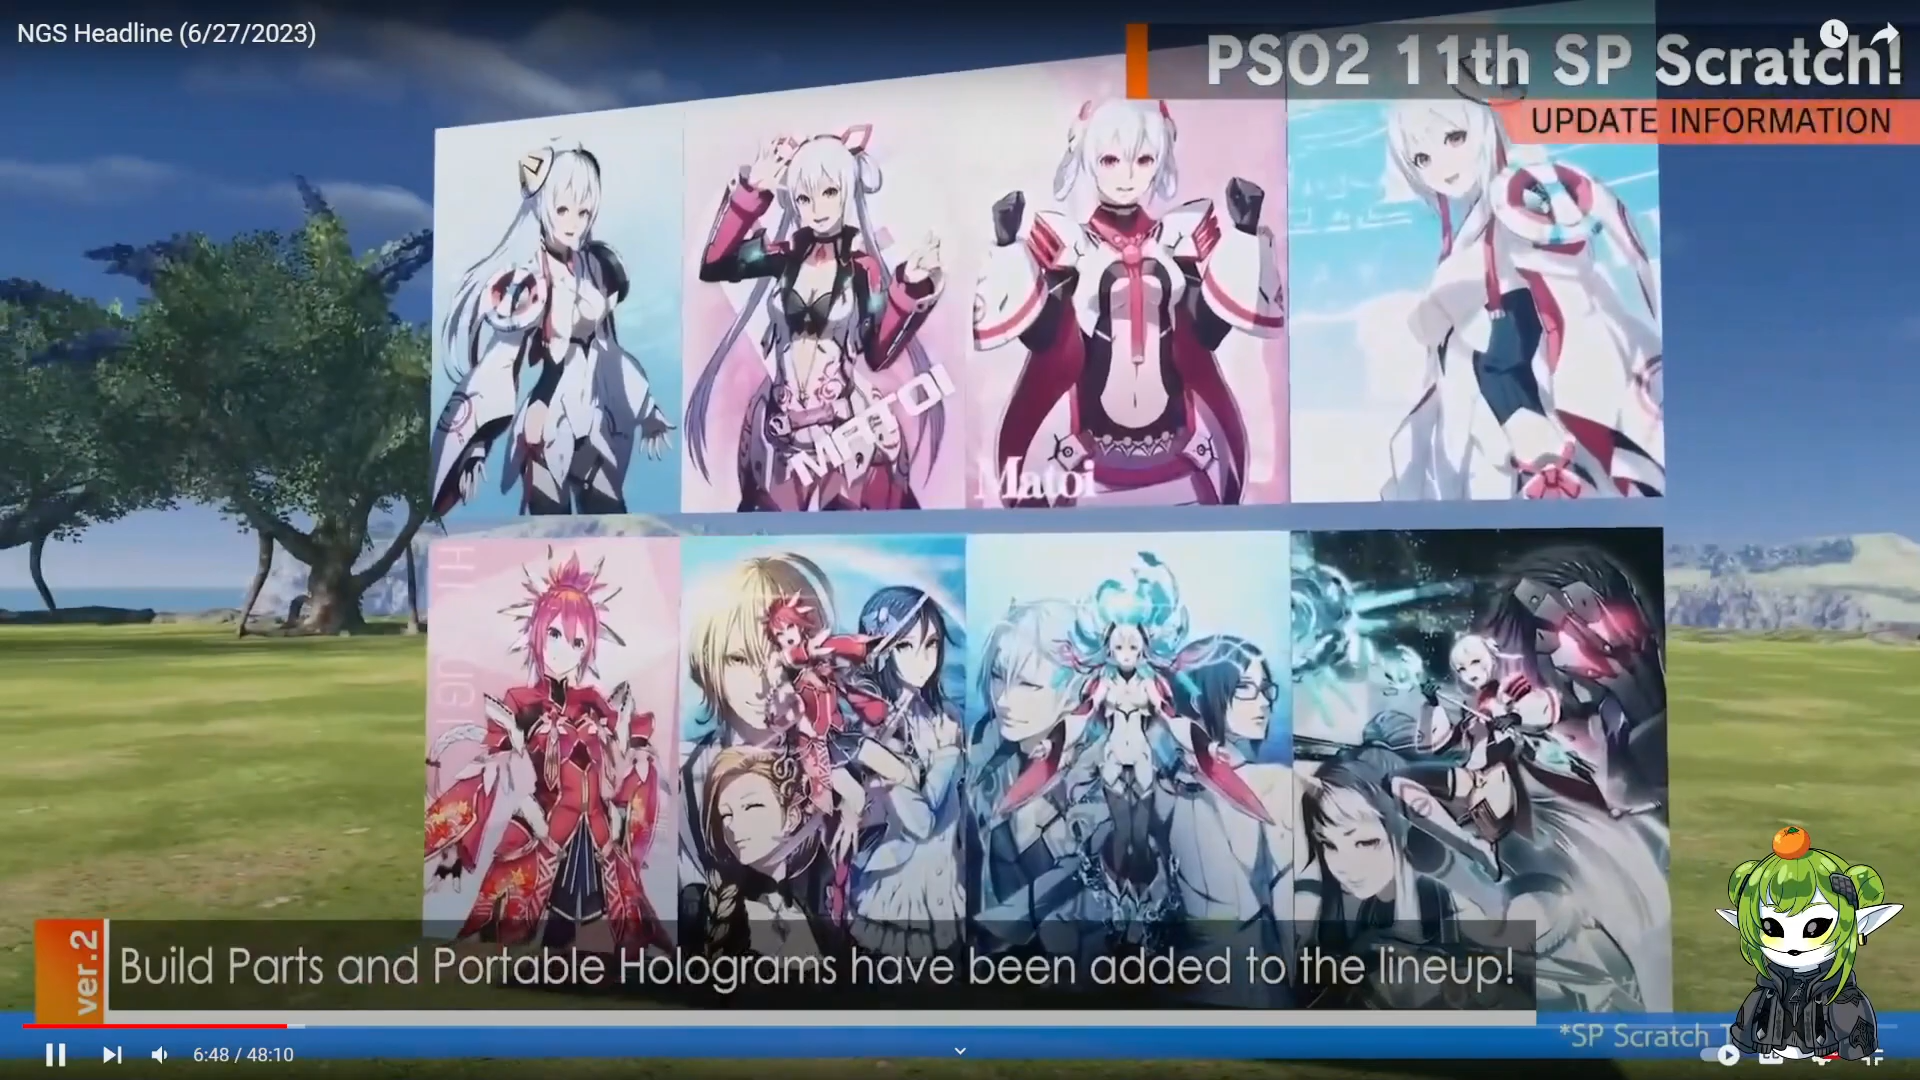 NGS Headline (6/27/2023)
PSO2 11th SP Scratch!
UPDATE INFORMATION
MATOI
Matoi
ver.2
Build Parts and Portable Holograms have been added to the lineup!
*SP Scratch
6:48 / 48:10